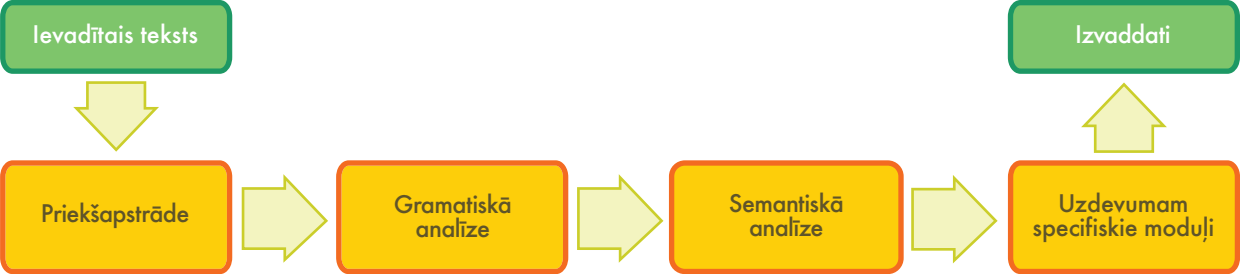 Ievadītais teksts
Izvaddati
Priekšapstrāde
Gramatiskā
analīze
Semantiskā
analīze
Uzdevumam
specifiskie moduļi